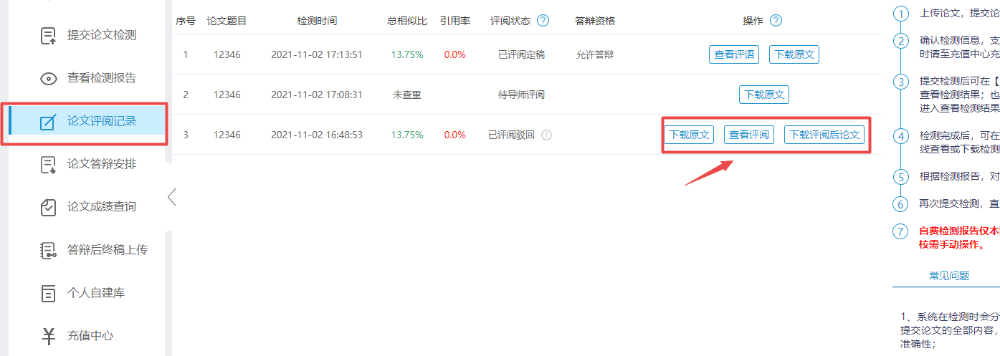 提交论文检测
查看检测报告
论文评阅记录
论文答辩安排
论文成绩查询
答辩后终稿上传
个人自建库
充值中心
序号 论文题目 检测时间 总相似比 引用率 评阅状态 ? 答辩资格 操作 ?
1 12346 2021-11-02 17:13:51 13.75% 0.0% 已评阅定稿 允许答辩 查看评语 下载原文
2 12346 2021-11-02 17:08:31 未查重 待导师评阅 下载原文
3 12346 2021-11-02 16:48:53 13.75% 0.0% 已评阅驳回 下载原文 查看评阅 下载评阅后论文
1 上传论文，提交论
2 确认检测信息，支
时请至充值中心充
3 提交检测后可在【
查看检测结果；也
进入查看检测结果
4 检测完成后，可在
线查看或下载检测
5 根据检测报告，对
6 再次提交检测，直
7 自费检测报告仅本
校需手动操作。
常见问题
1、系统在检测时会分
提交论文的全部内容，
准确性；